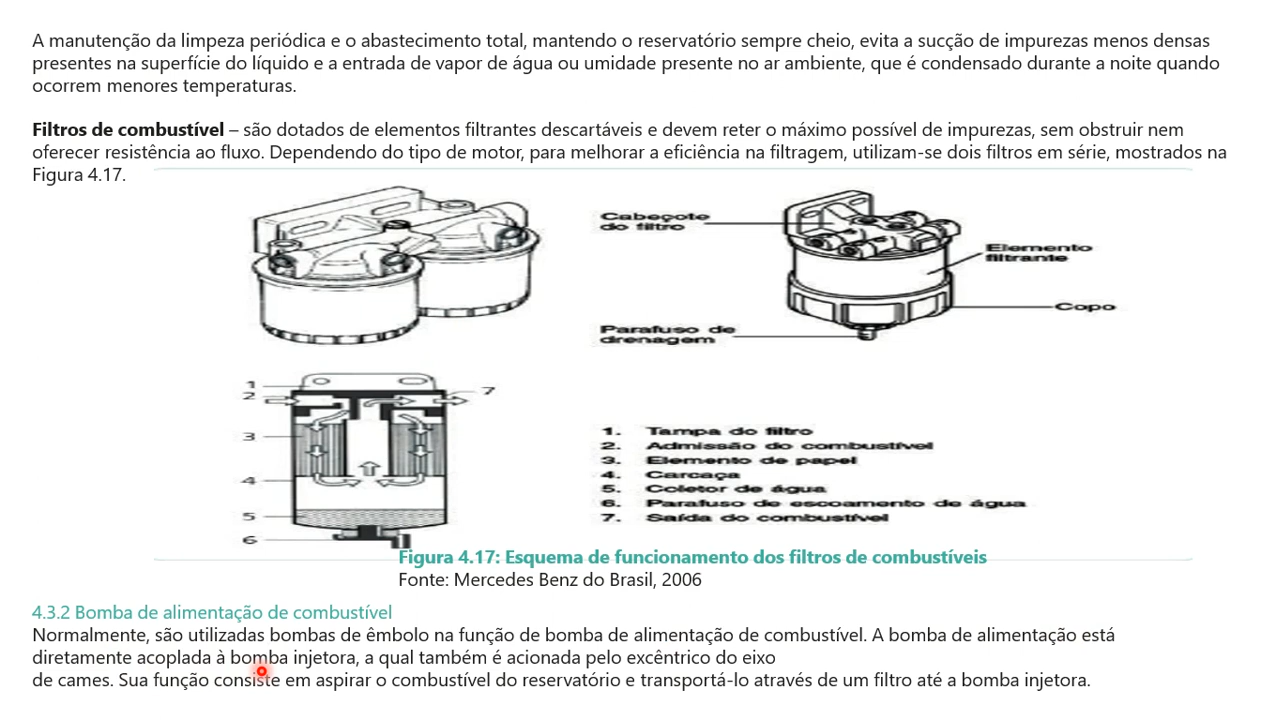 A manutenção da limpeza periódica e o abastecimento total, mantendo o reservatório sempre cheio, evita a sucção de impurezas menos densas
presentes na superfície do líquido e a entrada de vapor de água ou umidade presente no ar ambiente, que é condensado durante a noite quando
ocorrem menores temperaturas.
Filtros de combustível – são dotados de elementos filtrantes descartáveis e devem reter o máximo possível de impurezas, sem obstruir nem
oferecer resistência ao fluxo. Dependendo do tipo de motor, para melhorar a eficiência na filtragem, utilizam-se dois filtros em série, mostrados na
Figura 4.17.
Cabeçote
do filtro
Elemento
filtrante
Copo
Parafuso de
drenagem
1
2
7
3
4
5
6
1. Tampa do filtro
2. Admissão do combustível
3. Elemento de papel
4. Carcaça
5. Coletor de água
6. Parafuso de escoamento de água
7. Saída do combustível
Figura 4.17: Esquema de funcionamento dos filtros de combustíveis
Fonte: Mercedes Benz do Brasil, 2006
4.3.2 Bomba de alimentação de combustível
Normalmente, são utilizadas bombas de êmbolo na função de bomba de alimentação de combustível. A bomba de alimentação está
diretamente acoplada à bomba injetora, a qual também é acionada pelo excêntrico do eixo
de cames. Sua função consiste em aspirar o combustível do reservatório e transportá-lo através de um filtro até a bomba injetora.